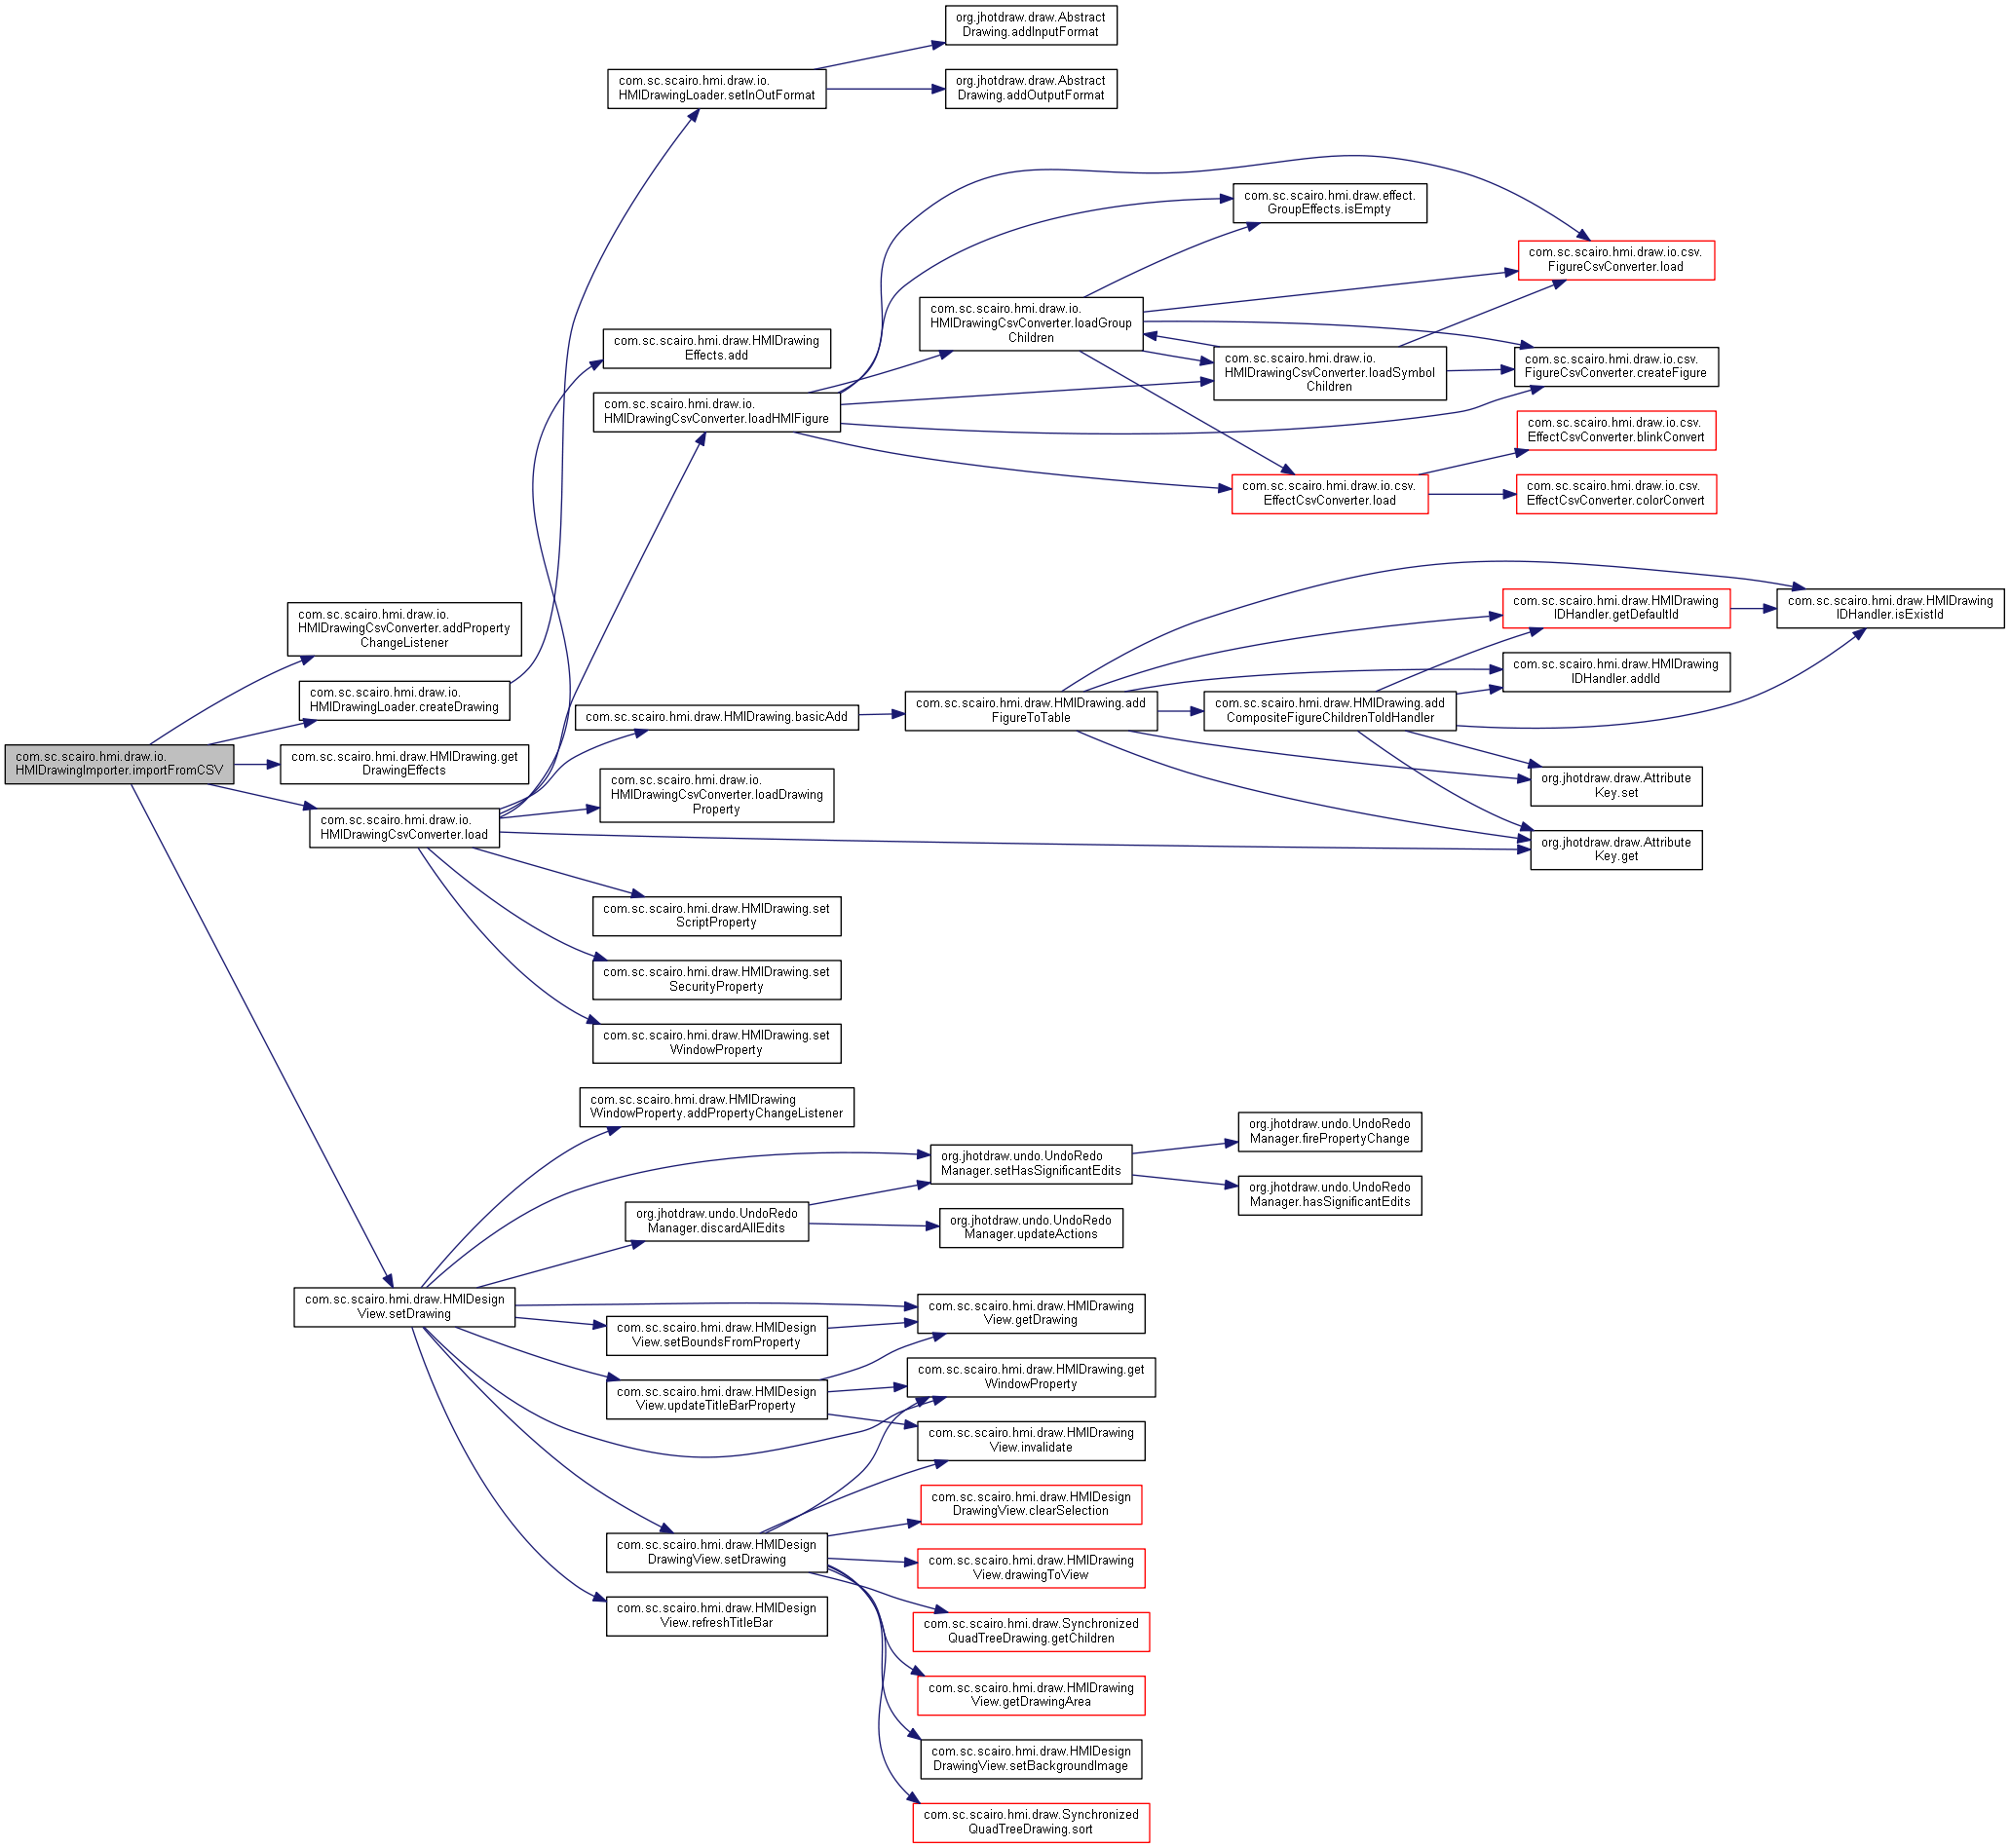 org.jhotdraw.draw.Abstract
Drawing.addInputFormat
com.sc.scairo.hmi.draw.io.
HMIDrawingLoader.setInOutFormat
org.jhotdraw.draw.Abstract
Drawing.addOutputFormat
com.sc.scairo.hmi.draw.effect.
GroupEffects.isEmpty
com.sc.scairo.hmi.draw.io.csv.
FigureCsvConverter.load
com.sc.scairo.hmi.draw.io.
HMIDrawingCsvConverter.loadGroup
Children
com.sc.scairo.hmi.draw.HMIDrawing
Effects.add
com.sc.scairo.hmi.draw.io.
HMIDrawingCsvConverter.loadSymbol
Children
com.sc.scairo.hmi.draw.io.csv.
FigureCsvConverter.createFigure
com.sc.scairo.hmi.draw.io.
HMIDrawingCsvConverter.loadHMIFigure
com.sc.scairo.hmi.draw.io.csv.
EffectCsvConverter.blinkConvert
com.sc.scairo.hmi.draw.io.csv.
EffectCsvConverter.load
com.sc.scairo.hmi.draw.io.csv.
EffectCsvConverter.colorConvert
com.sc.scairo.hmi.draw.io.
HMIDrawingCsvConverter.addProperty
ChangeListener
com.sc.scairo.hmi.draw.HMIDrawing
IDHandler.getDefaultId
com.sc.scairo.hmi.draw.HMIDrawing
IDHandler.isExistId
com.sc.scairo.hmi.draw.HMIDrawing
IDHandler.addId
com.sc.scairo.hmi.draw.io.
HMIDrawingLoader.createDrawing
com.sc.scairo.hmi.draw.HMIDrawing.basicAdd
com.sc.scairo.hmi.draw.HMIDrawing.add
FigureToTable
com.sc.scairo.hmi.draw.HMIDrawing.add
CompositeFigureChildrenToIdHandler
com.sc.scairo.hmi.draw.io.
HMIDrawingImporter.importFromCSV
com.sc.scairo.hmi.draw.HMIDrawing.get
DrawingEffects
com.sc.scairo.hmi.draw.io.
HMIDrawingCsvConverter.loadDrawing
Property
org.jhotdraw.draw.Attribute
Key.set
com.sc.scairo.hmi.draw.io.
HMIDrawingCsvConverter.load
org.jhotdraw.draw.Attribute
Key.get
com.sc.scairo.hmi.draw.HMIDrawing.set
ScriptProperty
com.sc.scairo.hmi.draw.HMIDrawing.set
SecurityProperty
com.sc.scairo.hmi.draw.HMIDrawing.set
WindowProperty
com.sc.scairo.hmi.draw.HMIDrawing
WindowProperty.addPropertyChangeListener
org.jhotdraw.undo.UndoRedo
Manager.firePropertyChange
org.jhotdraw.undo.UndoRedo
Manager.setHasSignificantEdits
org.jhotdraw.undo.UndoRedo
Manager.hasSignificantEdits
org.jhotdraw.undo.UndoRedo
Manager.discardAllEdits
org.jhotdraw.undo.UndoRedo
Manager.updateActions
com.sc.scairo.hmi.draw.HMIDesign
View.setDrawing
com.sc.scairo.hmi.draw.HMIDrawing
View.getDrawing
com.sc.scairo.hmi.draw.HMIDesign
View.setBoundsFromProperty
com.sc.scairo.hmi.draw.HMIDrawing.get
WindowProperty
com.sc.scairo.hmi.draw.HMIDesign
View.updateTitleBarProperty
com.sc.scairo.hmi.draw.HMIDrawing
View.invalidate
com.sc.scairo.hmi.draw.HMIDesign
DrawingView.clearSelection
com.sc.scairo.hmi.draw.HMIDesign
DrawingView.setDrawing
com.sc.scairo.hmi.draw.HMIDrawing
View.drawingToView
com.sc.scairo.hmi.draw.HMIDesign
View.refreshTitleBar
com.sc.scairo.hmi.draw.Synchronized
QuadTreeDrawing.getChildren
com.sc.scairo.hmi.draw.HMIDrawing
View.getDrawingArea
com.sc.scairo.hmi.draw.HMIDesign
DrawingView.setBackgroundImage
com.sc.scairo.hmi.draw.Synchronized
QuadTreeDrawing.sort